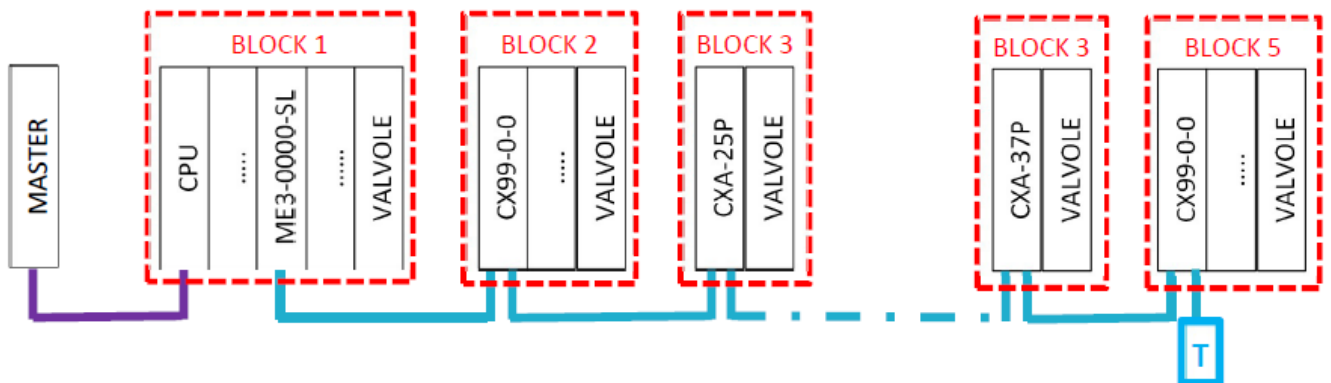 BLOCK 1
BLOCK 2
BLOCK 3
BLOCK 3
BLOCK 5
MASTER
CPU
.....
ME3-0000-SL
......
VALVOLE
CX99-0-0
.....
VALVOLE
CXA-25P
VALVOLE
CXA-37P
VALVOLE
CX99-0-0
.....
VALVOLE
T